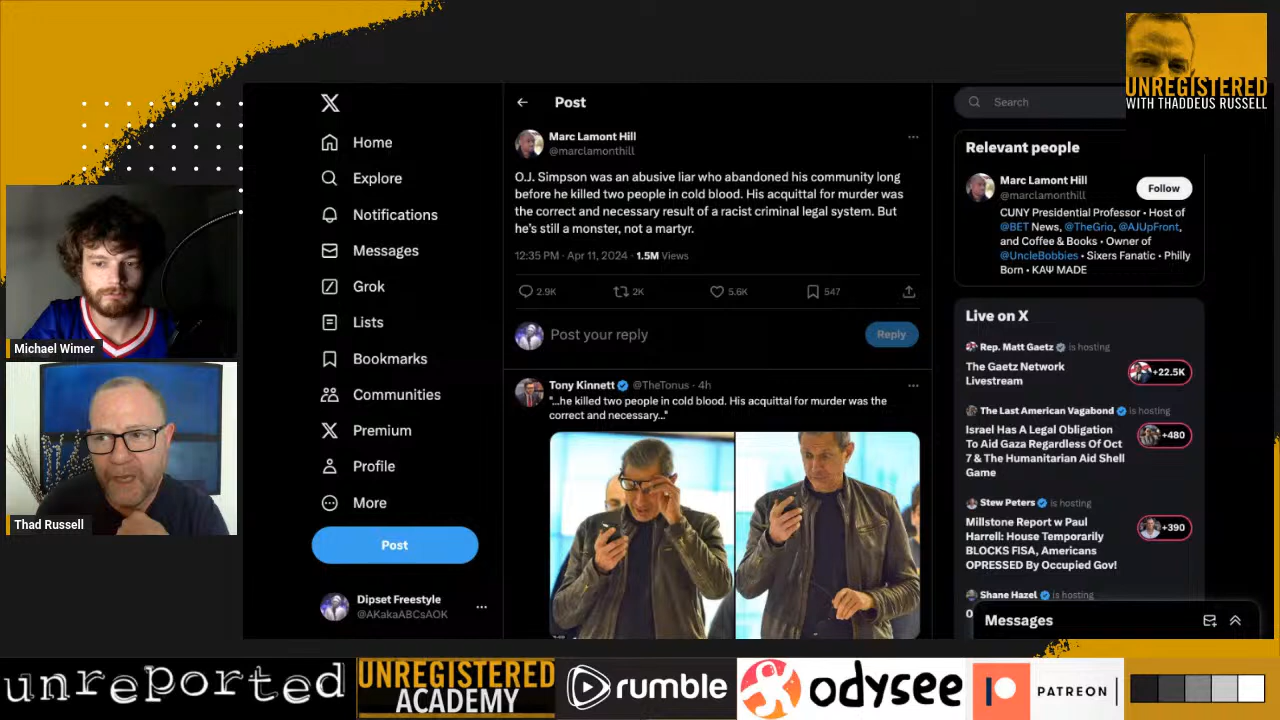 UNREGISTERED
WITH THADDEUS RUSSELL
Michael Wimer
Thad Russell
Home
Explore
Notifications
Messages
Grok
Lists
Bookmarks
Communities
Premium
Profile
More
Post
Dipset Freestyle
@AKakaABCsAOK
Post
Marc Lamont Hill
@marclamonthill
O.J. Simpson was an abusive liar who abandoned his community long
before he killed two people in cold blood. His acquittal for murder was
the correct and necessary result of a racist criminal legal system. But
he's still a monster, not a martyr.
12:35 PM · Apr 11, 2024 · 1.5M Views
2.9K 2K 5.6K 547
Post your reply
Reply
Tony Kinnett @TheTonus · 4h
"...he killed two people in cold blood. His acquittal for murder was the
correct and necessary..."
Search
Relevant people
Marc Lamont Hill
@marclamonthill
Follow
CUNY Presidential Professor • Host of
@BET News, @TheGrio, @AJUpFront,
and Coffee & Books • Owner of
@UncleBobbies • Sixers Fanatic • Philly
Born • KAΨ MADE
Live on X
Rep. Matt Gaetz is hosting
The Gaetz Network
Livestream
+22.5K
The Last American Vagabond is hosting
Israel Has A Legal Obligation
To Aid Gaza Regardless Of Oct
7 & The Humanitarian Aid Shell
Game
+480
Stew Peters is hosting
Millstone Report w Paul
Harrell: House Temporarily
BLOCKS FISA, Americans
OPRESSED By Occupied Gov!
+390
Shane Hazel is hosting
Messages
unreported
UNREGISTERED
ACADEMY
rumble
odysee
PATREON